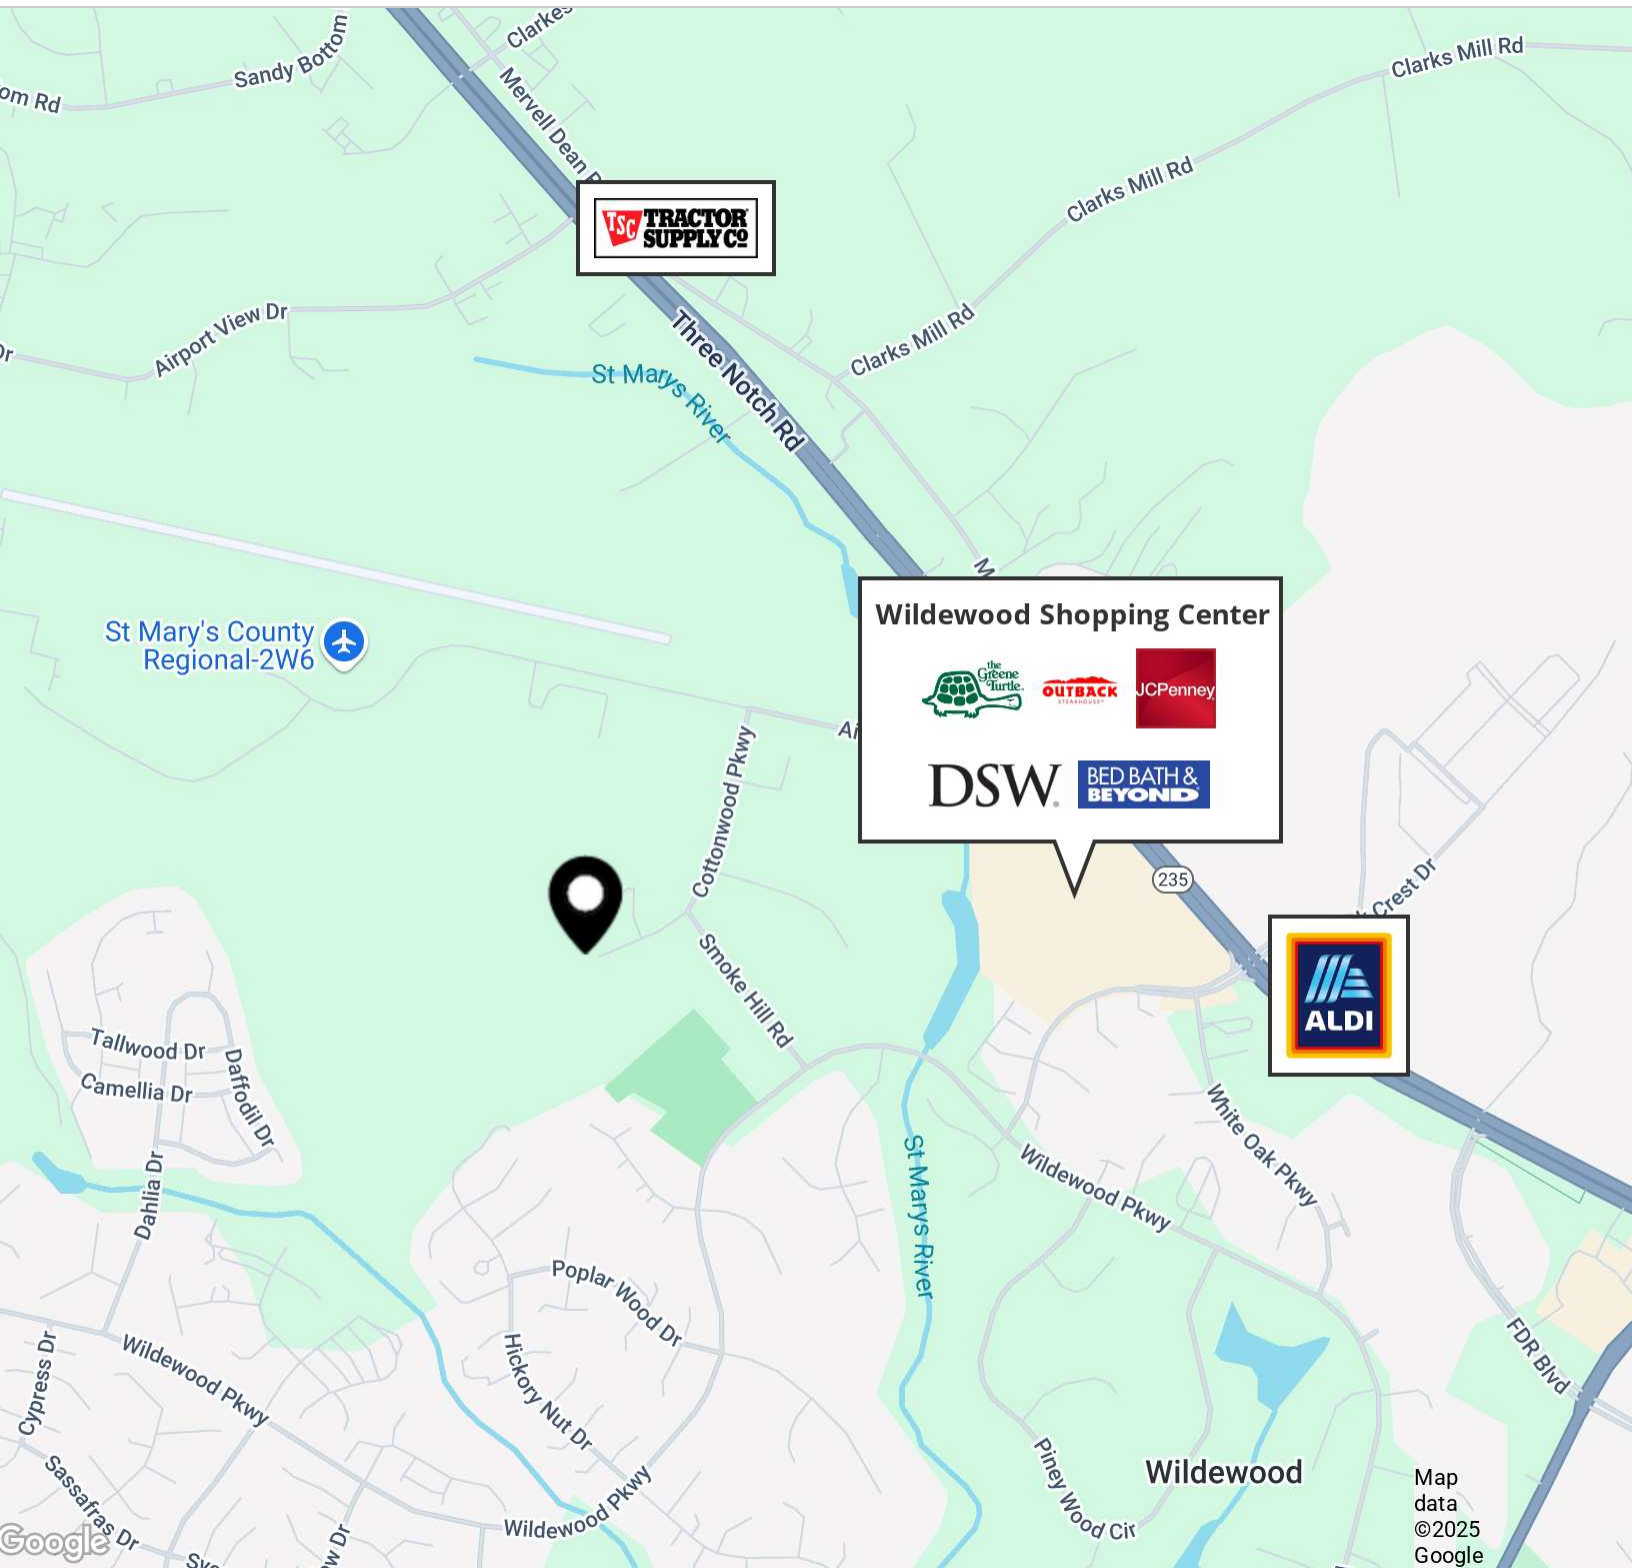 Clarkes
Sandy Bottom
Clarks Mill Rd
om Rd
Mervell Dean R
Clarks Mill Rd
TSC TRACTOR
SUPPLY CO
Airport View Dr
Dr
Three Notch Rd
Clarks Mill Rd
St Marys River
M
St Mary's County
Regional-2W6
Wildewood Shopping Center
the
Greene
Turtle
OUTBACK
STEAKHOUSE
JCPenney
DSW
BED BATH &
BEYOND
Cottonwood Pkwy
235
Crest Dr
Smoke Hill Rd
ALDI
Tallwood Dr
Camellia Dr
Daffodil Dr
Dahlia Dr
White Oak Pkwy
Wildewood Pkwy
St Marys River
Poplar Wood Dr
Hickory Nut Dr
Cypress Dr
Wildewood Pkwy
FDR Blvd
Sassafras Dr
Piney Wood Cir
Wildewood
Wildewood Pkwy
ew Dr
Google
Map
data
©2025
Google